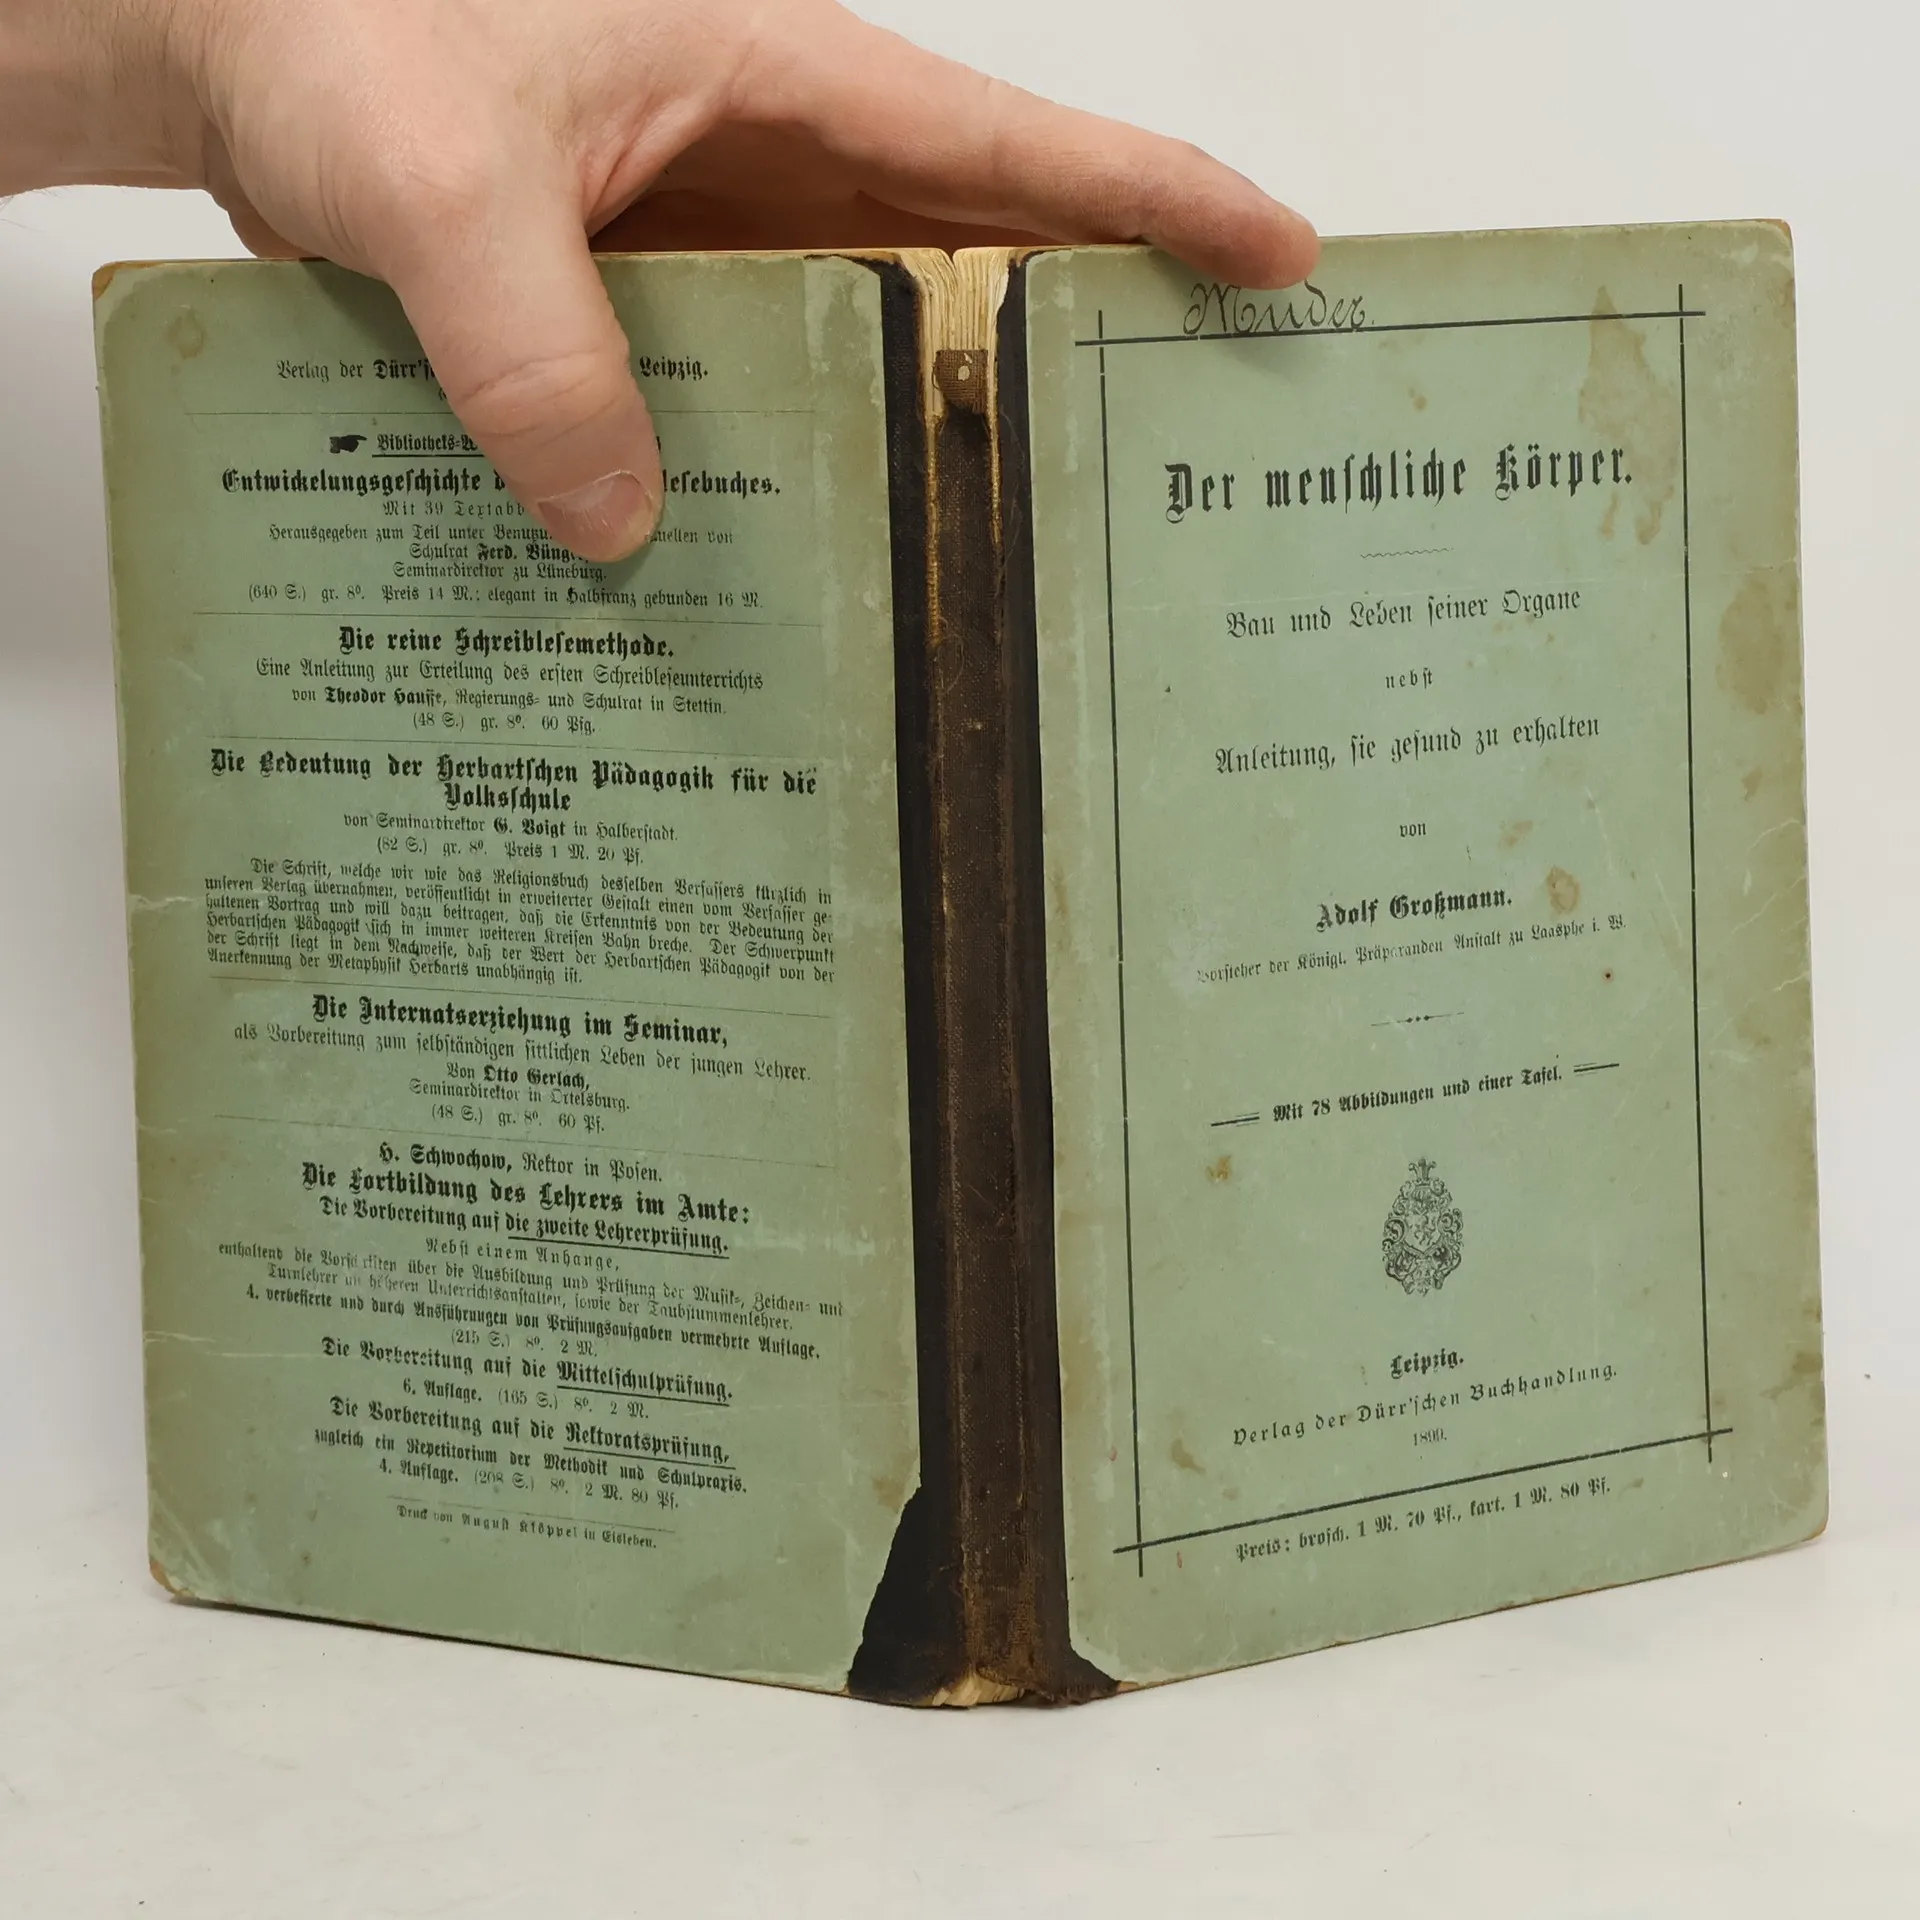 Verlag der Dürr'
Leipzig.
Entwickelungsgeschichte
lesebuches.
Mit 39
Herausgegeben zum Teil unter
von
Schulrat Ferd.
Seminardirektor zu Lüneburg.
(640 S.) gr. 8º. Preis 14 M.; elegant in Halbfranz gebunden 16 M.
Die reine Schreiblesemethode.
Eine Anleitung zur Erteilung des ersten Schreibleseunterrichts
von Theodor Hauffe, Regierungs- und Schulrat in Stettin.
(48 S.) gr. 8º. 60 Pfg.
Die Bedeutung der Herbartschen Pädagogik für die
Volksschule
von Seminardirektor G. Voigt in Halberstadt.
(82 S.) gr. 8º. Preis 1 M. 20 Pf.
Die Schrift, welche wir wie das Religionsbuch desselben Verfassers kürzlich in
unseren Verlag übernahmen, veröffentlicht in erweiterter Gestalt einen vom Verfasser ge-
haltenen Vortrag und will dazu beitragen, daß die Erkenntnis von der Bedeutung der
Herbartschen Pädagogik sich in immer weiteren Kreisen Bahn breche. Der Schwerpunkt
der Schrift liegt in dem Nachweise, daß der Wert der Herbartschen Pädagogik von der
Anerkennung der Metaphysik Herbarts unabhängig ist.
Die Internatserziehung im Seminar,
als Vorbereitung zum selbständigen sittlichen Leben der jungen Lehrer.
Von Otto Gerlach,
Seminardirektor in Ortelsburg.
(48 S.) gr. 8º. 60 Pf.
H. Schwochow, Rektor in Posen.
Die Fortbildung des Lehrers im Amte:
Die Vorbereitung auf die zweite Lehrerprüfung.
Nebst einem Anhange,
enthaltend die Vorschriften über die Ausbildung und Prüfung der Musik-, Zeichen- und
Turnlehrer an höheren Unterrichtsanstalten, sowie der Taubstummenlehrer.
4. verbesserte und durch Ausführungen von Prüfungsaufgaben vermehrte Auflage.
(215 S.) 8º. 2 M.
Die Vorbereitung auf die Mittelschulprüfung.
6. Auflage. (165 S.) 8º. 2 M.
Die Vorbereitung auf die Rektoratsprüfung,
zugleich ein Repetitorium der Methodik und Schulpraxis.
4. Auflage. (208 S.) 8º. 2 M. 80 Pf.
Druck von August Klöppel in Eisleben.
Der menschliche Körper.
Bau und Leben seiner Organe
nebst
Anleitung, sie gesund zu erhalten
von
Adolf Großmann.
Vorsteher der Königl. Präparanden Anstalt zu Laasphe i. W.
Mit 78 Abbildungen und einer Tafel.
Leipzig.
Verlag der Dürr'schen Buchhandlung.
1899.
Preis: brosch. 1 M. 70 Pf., kart. 1 M. 80 Pf.